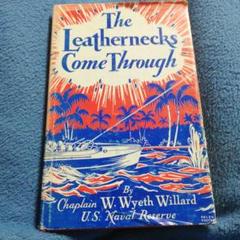 The
Leathernecks
Come Through
By
Chaplain W. Wyeth Willard
U.S. Naval Reserve